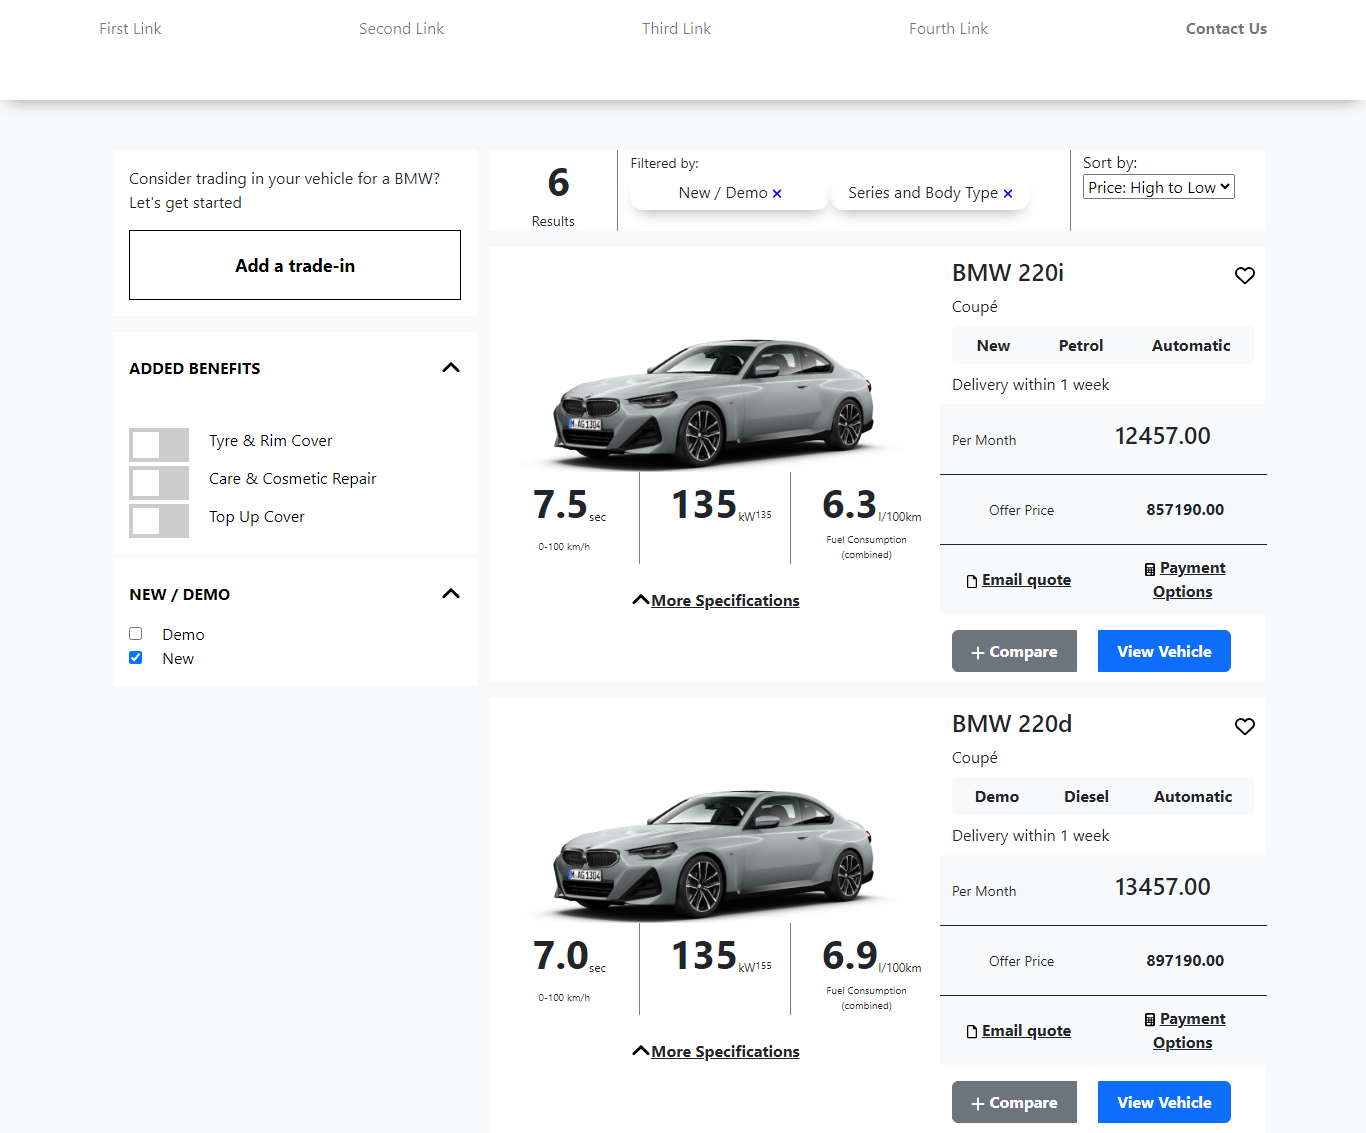 First Link
Second Link
Third Link
Fourth Link
Contact Us
Consider trading in your vehicle for a BMW?
Let's get started
Add a trade-in
ADDED BENEFITS
Tyre & Rim Cover
Care & Cosmetic Repair
Top Up Cover
NEW / DEMO
Demo
New
6
Results
Filtered by:
New / Demo ×
Series and Body Type ×
Sort by:
Price: High to Low
M AG 1304
7.5 sec
0-100 km/h
135 kW135
6.3 l/100km
Fuel Consumption
(combined)
More Specifications
BMW 220i
Coupé
New Petrol Automatic
Delivery within 1 week
Per Month 12457.00
Offer Price 857190.00
Email quote
Payment
Options
+ Compare
View Vehicle
M AG 1304
7.0 sec
0-100 km/h
135 kW155
6.9 l/100km
Fuel Consumption
(combined)
More Specifications
BMW 220d
Coupé
Demo Diesel Automatic
Delivery within 1 week
Per Month 13457.00
Offer Price 897190.00
Email quote
Payment
Options
+ Compare
View Vehicle